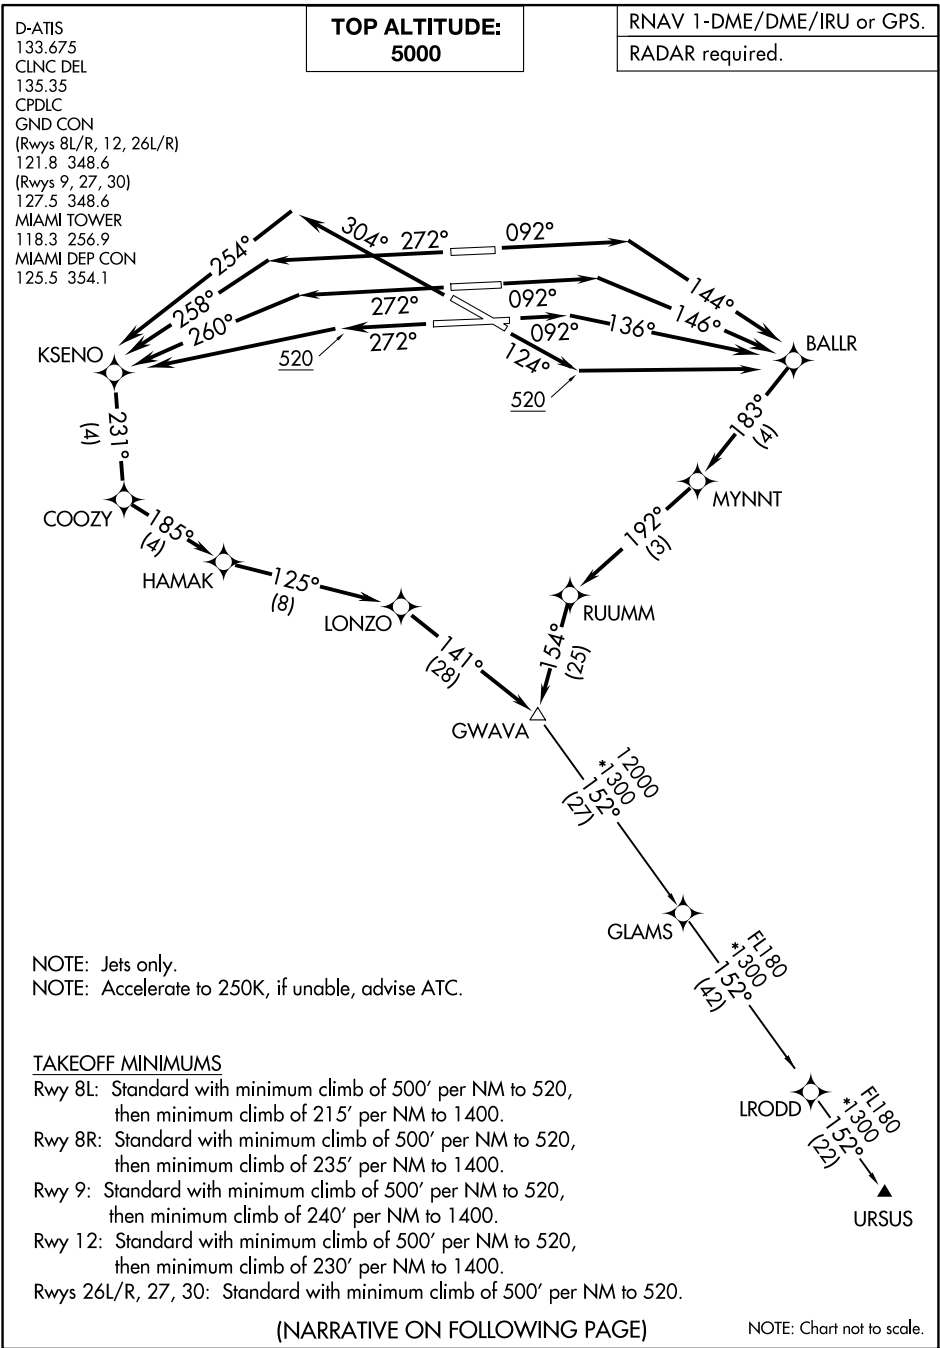 D-ATIS
133.675
CLNC DEL
135.35
CPDLC
GND CON
(Rwys 8L/R, 12, 26L/R)
121.8 348.6
(Rwys 9, 27, 30)
127.5 348.6
MIAMI TOWER
118.3 256.9
MIAMI DEP CON
125.5 354.1
TOP ALTITUDE:
5000
RNAV 1-DME/DME/IRU or GPS.
RADAR required.
254°
304°
272°
092°
258°
144°
260°
272°
092°
146°
272°
092°
136°
520
124°
520
KSENO
BALLR
231°
(4)
183°
(4)
COOZY
MYNNT
185°
(4)
192°
(3)
HAMAK
125°
(8)
LONZO
RUUMM
141°
(28)
154°
(25)
GWAVA
12000
*1300
152°
(27)
GLAMS
FL180
*1300
152°
(42)
LRODD
FL180
*1300
152°
(22)
URSUS
NOTE: Jets only.
NOTE: Accelerate to 250K, if unable, advise ATC.
TAKEOFF MINIMUMS
Rwy 8L: Standard with minimum climb of 500' per NM to 520,
then minimum climb of 215' per NM to 1400.
Rwy 8R: Standard with minimum climb of 500' per NM to 520,
then minimum climb of 235' per NM to 1400.
Rwy 9: Standard with minimum climb of 500' per NM to 520,
then minimum climb of 240' per NM to 1400.
Rwy 12: Standard with minimum climb of 500' per NM to 520,
then minimum climb of 230' per NM to 1400.
Rwys 26L/R, 27, 30: Standard with minimum climb of 500' per NM to 520.
(NARRATIVE ON FOLLOWING PAGE)
NOTE: Chart not to scale.